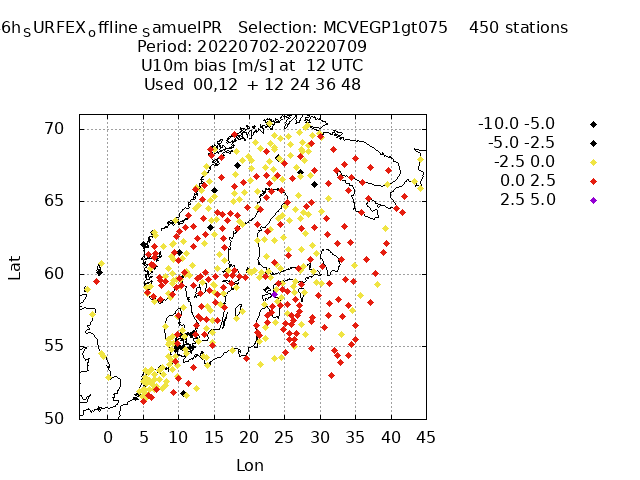 6h_SURFEX_offline_SamuelPR Selection: MCVEGP1gt075 450 stations
Period: 20220702-20220709
U10m bias [m/s] at 12 UTC
Used 00,12 + 12 24 36 48
-10.0 -5.0
-5.0 -2.5
-2.5 0.0
0.0 2.5
2.5 5.0
70
65
60
55
50
Lat
0 5 10 15 20 25 30 35 40 45
Lon